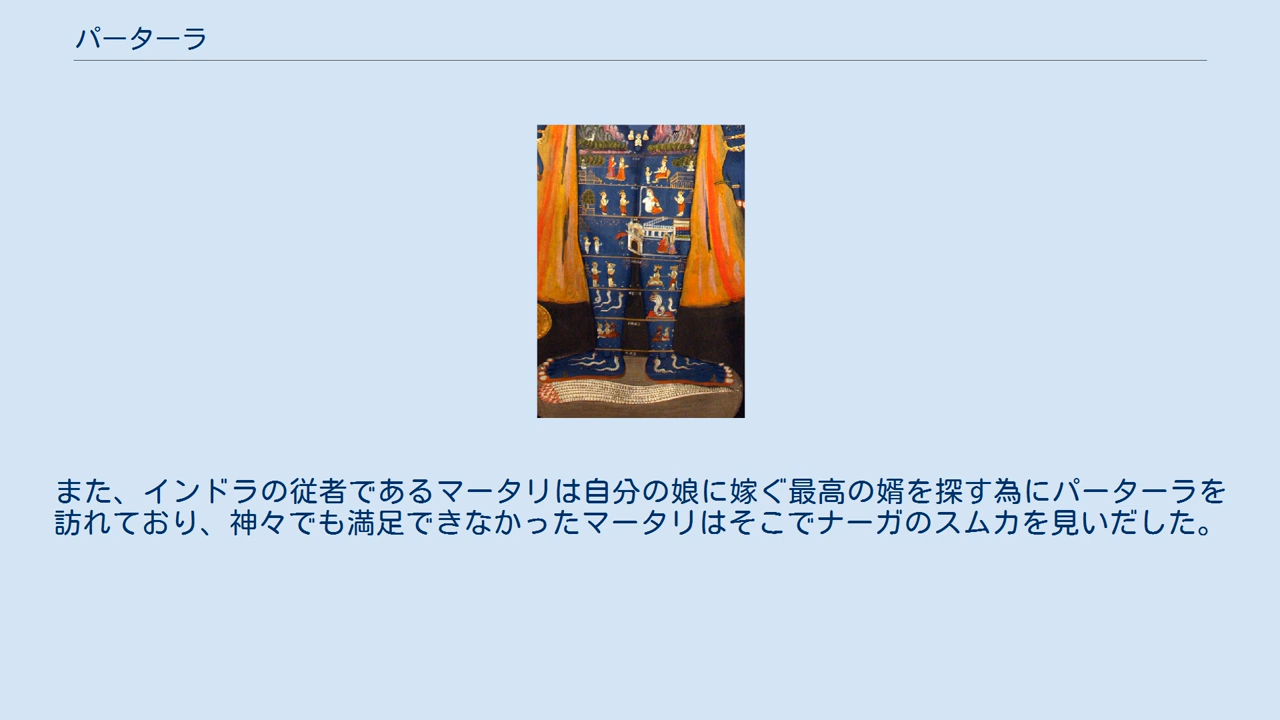 パーターラ
また、インドラの従者であるマータリは自分の娘に嫁ぐ最高の婿を探す為にパーターラを
訪れており、神々でも満足できなかったマータリはそこでナーガのスムカを見いだした。